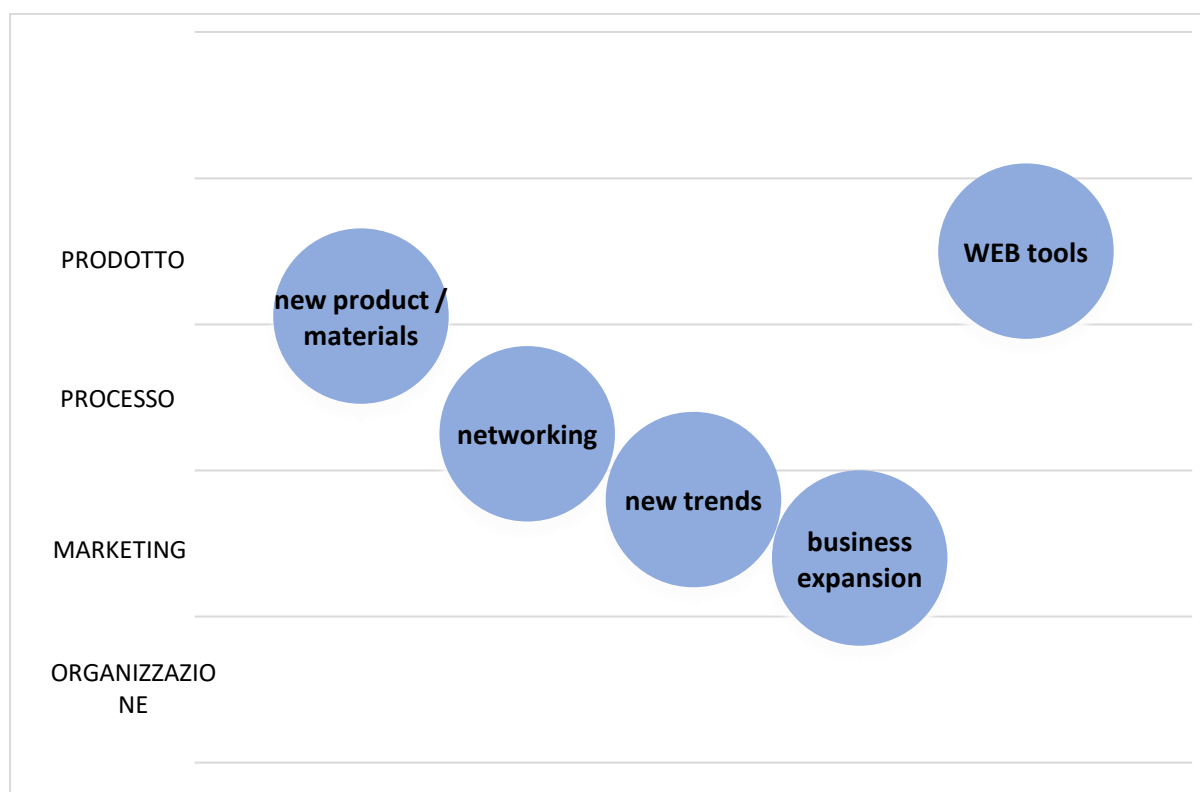 PRODOTTO
WEB tools
new product /
materials
PROCESSO
networking
new trends
MARKETING
business
expansion
ORGANIZZAZIO
NE